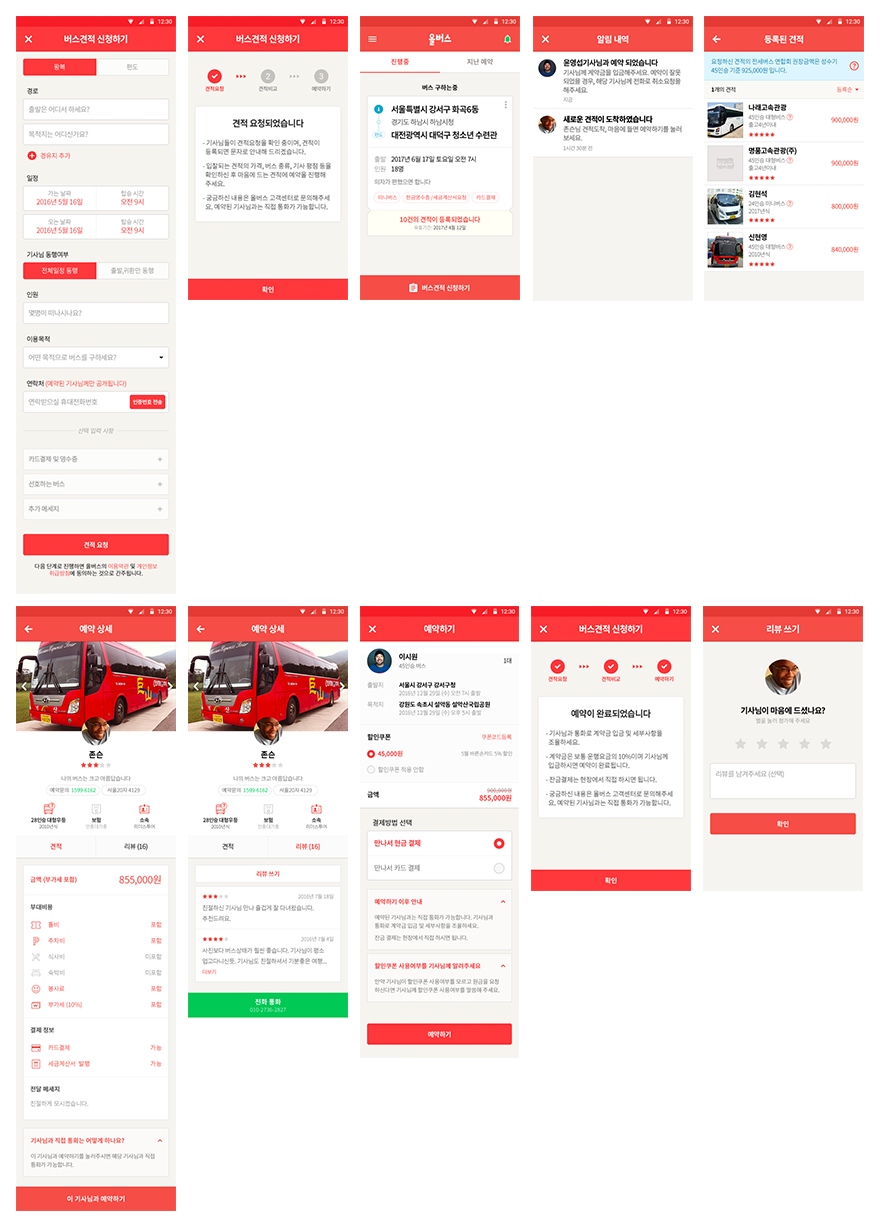 12:30
버스견적 신청하기
왕복
편도
경로
출발은 어디서 하세요?
목적지는 어디신가요?
경유지 추가
일정
가는 날짜
탑승 시간
2016년 5월 16일
오전 9시
오는 날짜
탑승 시간
2016년 5월 16일
오전 9시
기사님 동행여부
전체일정 동행
출발,귀환만 동행
인원
몇명이 떠나시나요?
이용목적
어떤 목적으로 버스를 구하세요?
연락처 (예약된 기사님께만 공개됩니다)
연락받으실 휴대전화번호
인증번호 전송
선택 입력 사항
카드결제 및 영수증
선호하는 버스
추가 메세지
견적 요청
다음 단계로 진행하면 올버스의 이용약관 및 개인정보
취급방침에 동의하는 것으로 간주됩니다.
12:30
버스견적 신청하기
견적요청
2
견적비교
3
예약하기
견적 요청되었습니다
- 기사님들이 견적요청을 확인 중이며, 견적이
등록되면 문자로 안내해 드리겠습니다.
- 입찰되는 견적의 가격, 버스 종류, 기사 평점 등을
확인하신 후 마음에 드는 견적에 예약을 진행해
주세요.
- 궁금하신 내용은 올버스 고객센터로 문의해주세
요. 예약된 기사님과는 직접 통화가 가능합니다.
확인
12:30
올버스
진행중
지난 예약
버스 구하는중
서울특별시 강서구 화곡6동
경기도 하남시 하남시청
편도
대전광역시 대덕구 청소년 수련관
출발 2017년 6월 17일 토요일 오전 7시
인원 18명
의자가 편했으면 합니다
미니버스
현금영수증/세금계산서요청
카드결제
10건의 견적이 등록되었습니다
유효기간: 2017년 4월 12일
버스견적 신청하기
12:30
알림 내역
윤영섭기사님과 예약 되었습니다
기사님께 계약금을 입금해주세요. 예약이 잘못
되었을 경우, 해당 기사님께 전화로 취소요청을
해주세요.
지금
새로운 견적이 도착하였습니다
존슨님 견적도착, 마음에 들면 예약하기를 눌러
보세요.
1시간 30분 전
12:30
등록된 견적
요청하신 견적의 전세버스 연합회 권장금액은 성수기
45인승 기준 925,000원 입니다.
1개의 견적
등록순
나래고속관광
45인승 대형버스
출고4년이내
900,000원
명품고속관광(주)
45인승 대형버스
출고4년이내
900,000원
김현석
24인승 미니버스
2017년식
800,000원
신현영
45인승 대형버스
2010년식
840,000원
12:30
예약 상세
존슨
나의 버스는 크고 아름답습니다
예약문의 1599-6162
서울20자 4123
28인승 대형우등
2010년식
보험
인증대기중
소속
견적
리뷰 (16)
금액 (부가세 포함)
855,000원
부대비용
톨비
포함
주차비
포함
식사비
미포함
숙박비
미포함
봉사료
포함
부가세 (10%)
포함
결제 정보
카드결제
가능
세금계산서 발행
가능
전달 메세지
친절하게 모시겠습니다.
기사님과 직접 통화는 어떻게 하나요?
이 기사님과 예약하기를 눌러주시면 해당 기사님과 직접
통화가 가능합니다.
이 기사님과 예약하기
12:30
예약 상세
존슨
나의 버스는 크고 아름답습니다
예약문의 1599-6162
서울20자 4123
28인승 대형우등
2010년식
보험
인증대기중
소속
견적
리뷰 (16)
리뷰 쓰기
2016년 7월 18일
친절하신 기사님 만나 즐겁게 잘 다녀왔습니다.
추천드려요.
2016년 7월 4일
사진보다 버스상태가 훨씬 좋습니다. 기사님이 평소
업고다니신듯, 기사님도 친절하셔서 기분좋은 여행...
더보기
전화 통화
010-2736-2827
12:30
예약하기
이시원
45인승 버스
1대
출발지
서울시 강서구 강서구청
2016년 12월 29일 (수) 오전 7시 출발
목적지
강원도 속초시 설악동 설악산국립공원
2016년 12월 29일 (수) 오후 5시 출발
할인쿠폰
쿠폰코드등록
45,000원
5월 바른손카드 5% 할인
할인쿠폰 적용 안함
금액
900,000원
855,000원
결제방법 선택
만나서 현금 결제
만나서 카드 결제
예약하기 이후 안내
예약된 기사님과는 직접 통화가 가능합니다. 기사님과
통화로 계약금 입금 및 세부사항을 조율하세요.
잔금 결제는 현장에서 직접 하시면 됩니다.
할인쿠폰 사용여부를 기사님께 알려주세요
만약 기사님이 할인쿠폰 사용여부를 모르고 원금을 요청
하신다면 기사님께 할인쿠폰 사용여부를 말씀해 주세요.
예약하기
12:30
버스견적 신청하기
견적요청
견적비교
예약하기
예약이 완료되었습니다
- 기사님과 통화로 계약금 입금 및 세부사항을
조율하세요.
- 계약금은 보통 운행요금의 10%이며 기사님께
입금하시면 예약이 완료됩니다.
- 잔금결제는 현장에서 직접 하시면 됩니다.
- 궁금하신 내용은 올버스 고객센터로 문의해주세
요. 예약된 기사님과는 직접 통화가 가능합니다.
확인
12:30
리뷰 쓰기
기사님이 마음에 드셨나요?
별을 눌러 평가해 주세요
리뷰를 남겨주세요 (선택)
확인